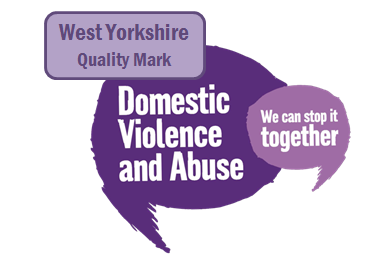 West Yorkshire
Quality Mark
Domestic
Violence
and Abuse
We can stop it
together